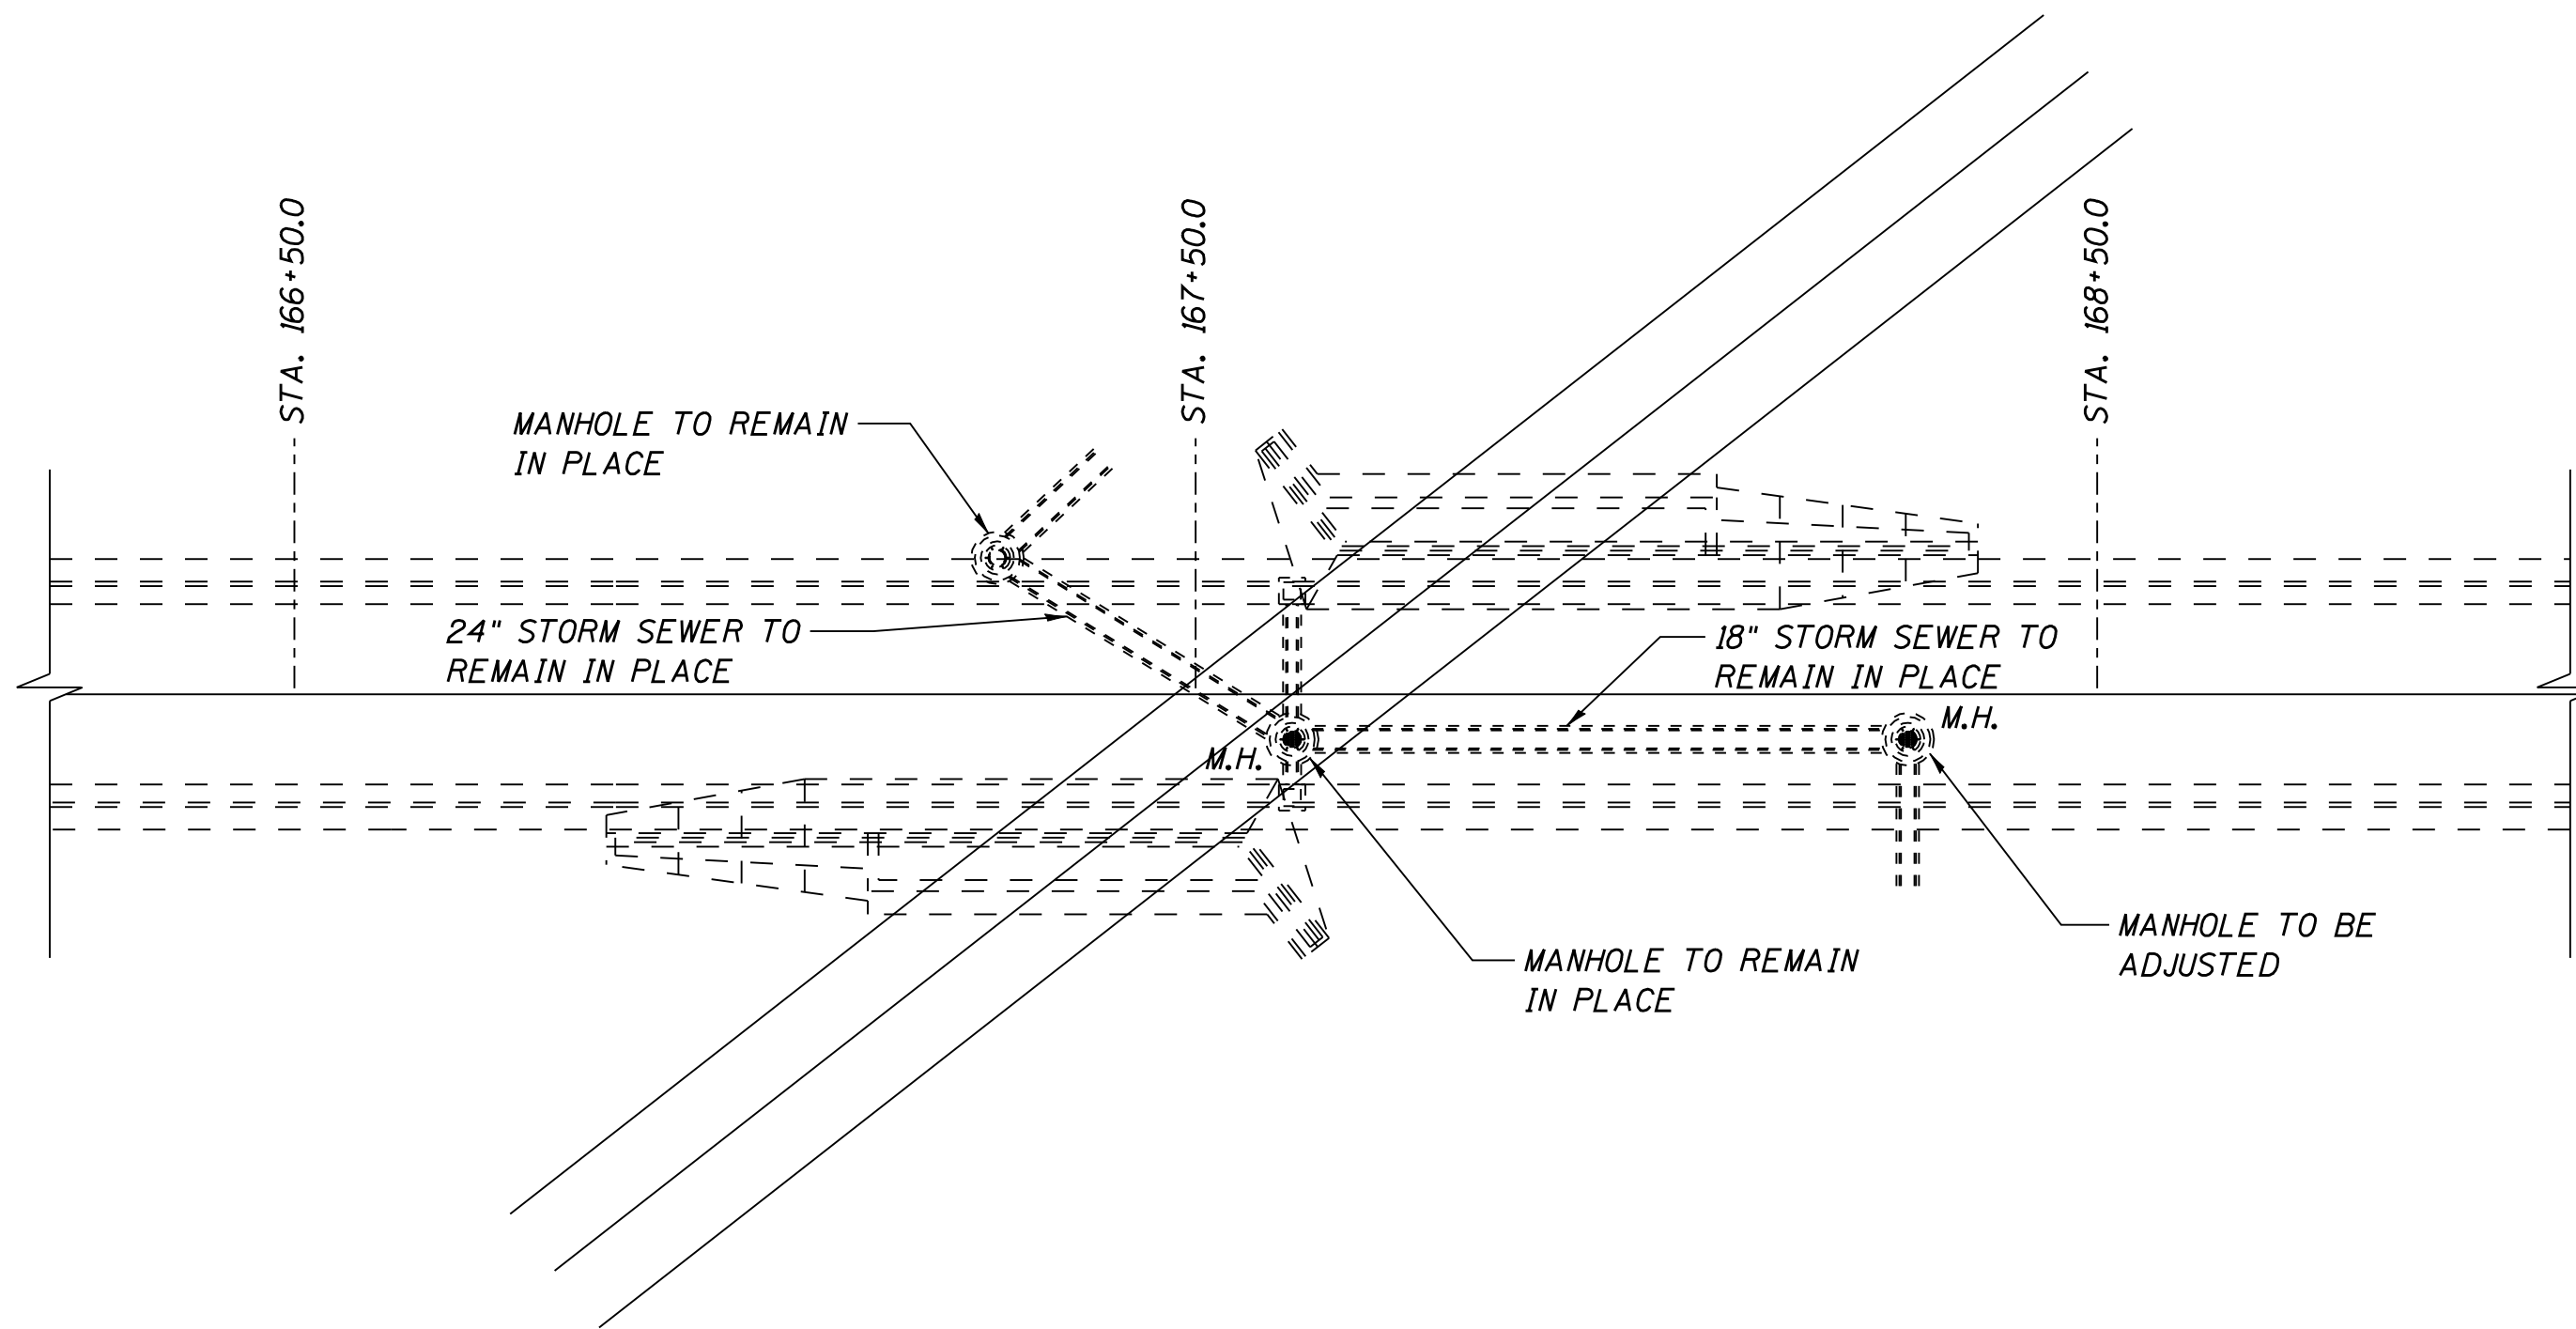 STA. 166+50.0
STA. 167+50.0
STA. 168+50.0
MANHOLE TO REMAIN
IN PLACE
24" STORM SEWER TO
REMAIN IN PLACE
18" STORM SEWER TO
REMAIN IN PLACE
M.H.
M.H.
MANHOLE TO REMAIN
IN PLACE
MANHOLE TO BE
ADJUSTED